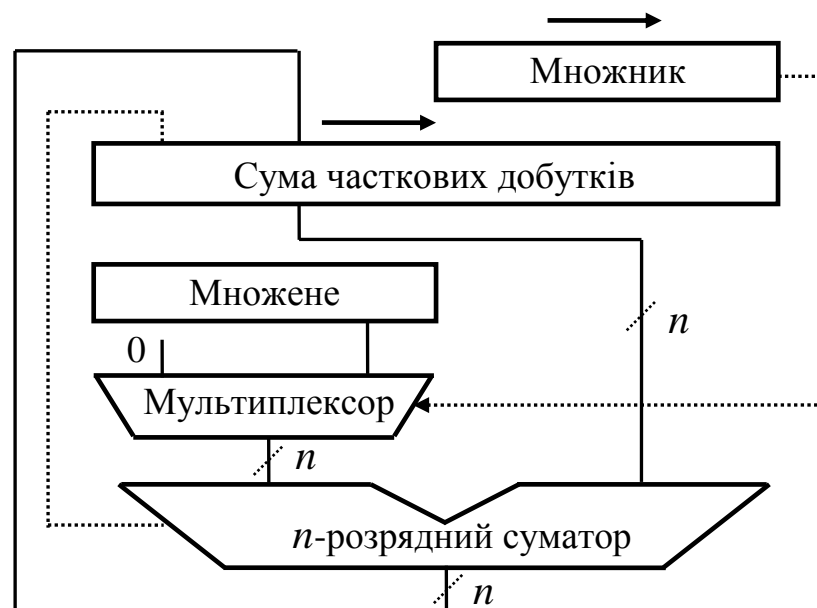 Множник
Сума часткових добутків
Множене
0
n
Мультиплексор
n
n-розрядний суматор
n